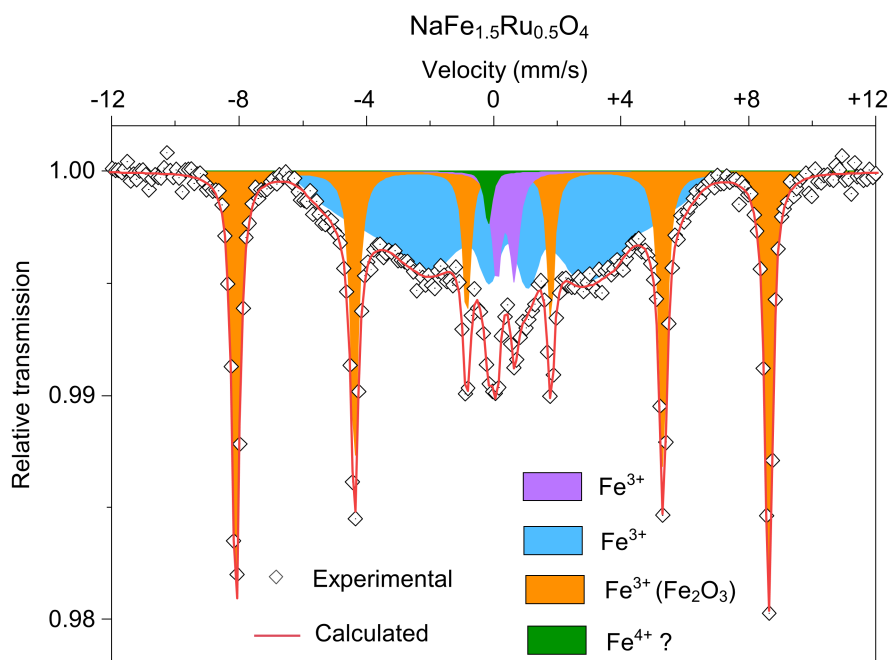 NaFe₁.₅Ru₀.₅O₄
Velocity (mm/s)
-12 -8 -4 0 +4 +8 +12
1.00
0.99
0.98
Relative transmission
Fe³⁺
Fe³⁺
Fe³⁺ (Fe₂O₃)
Fe⁴⁺ ?
Experimental
Calculated